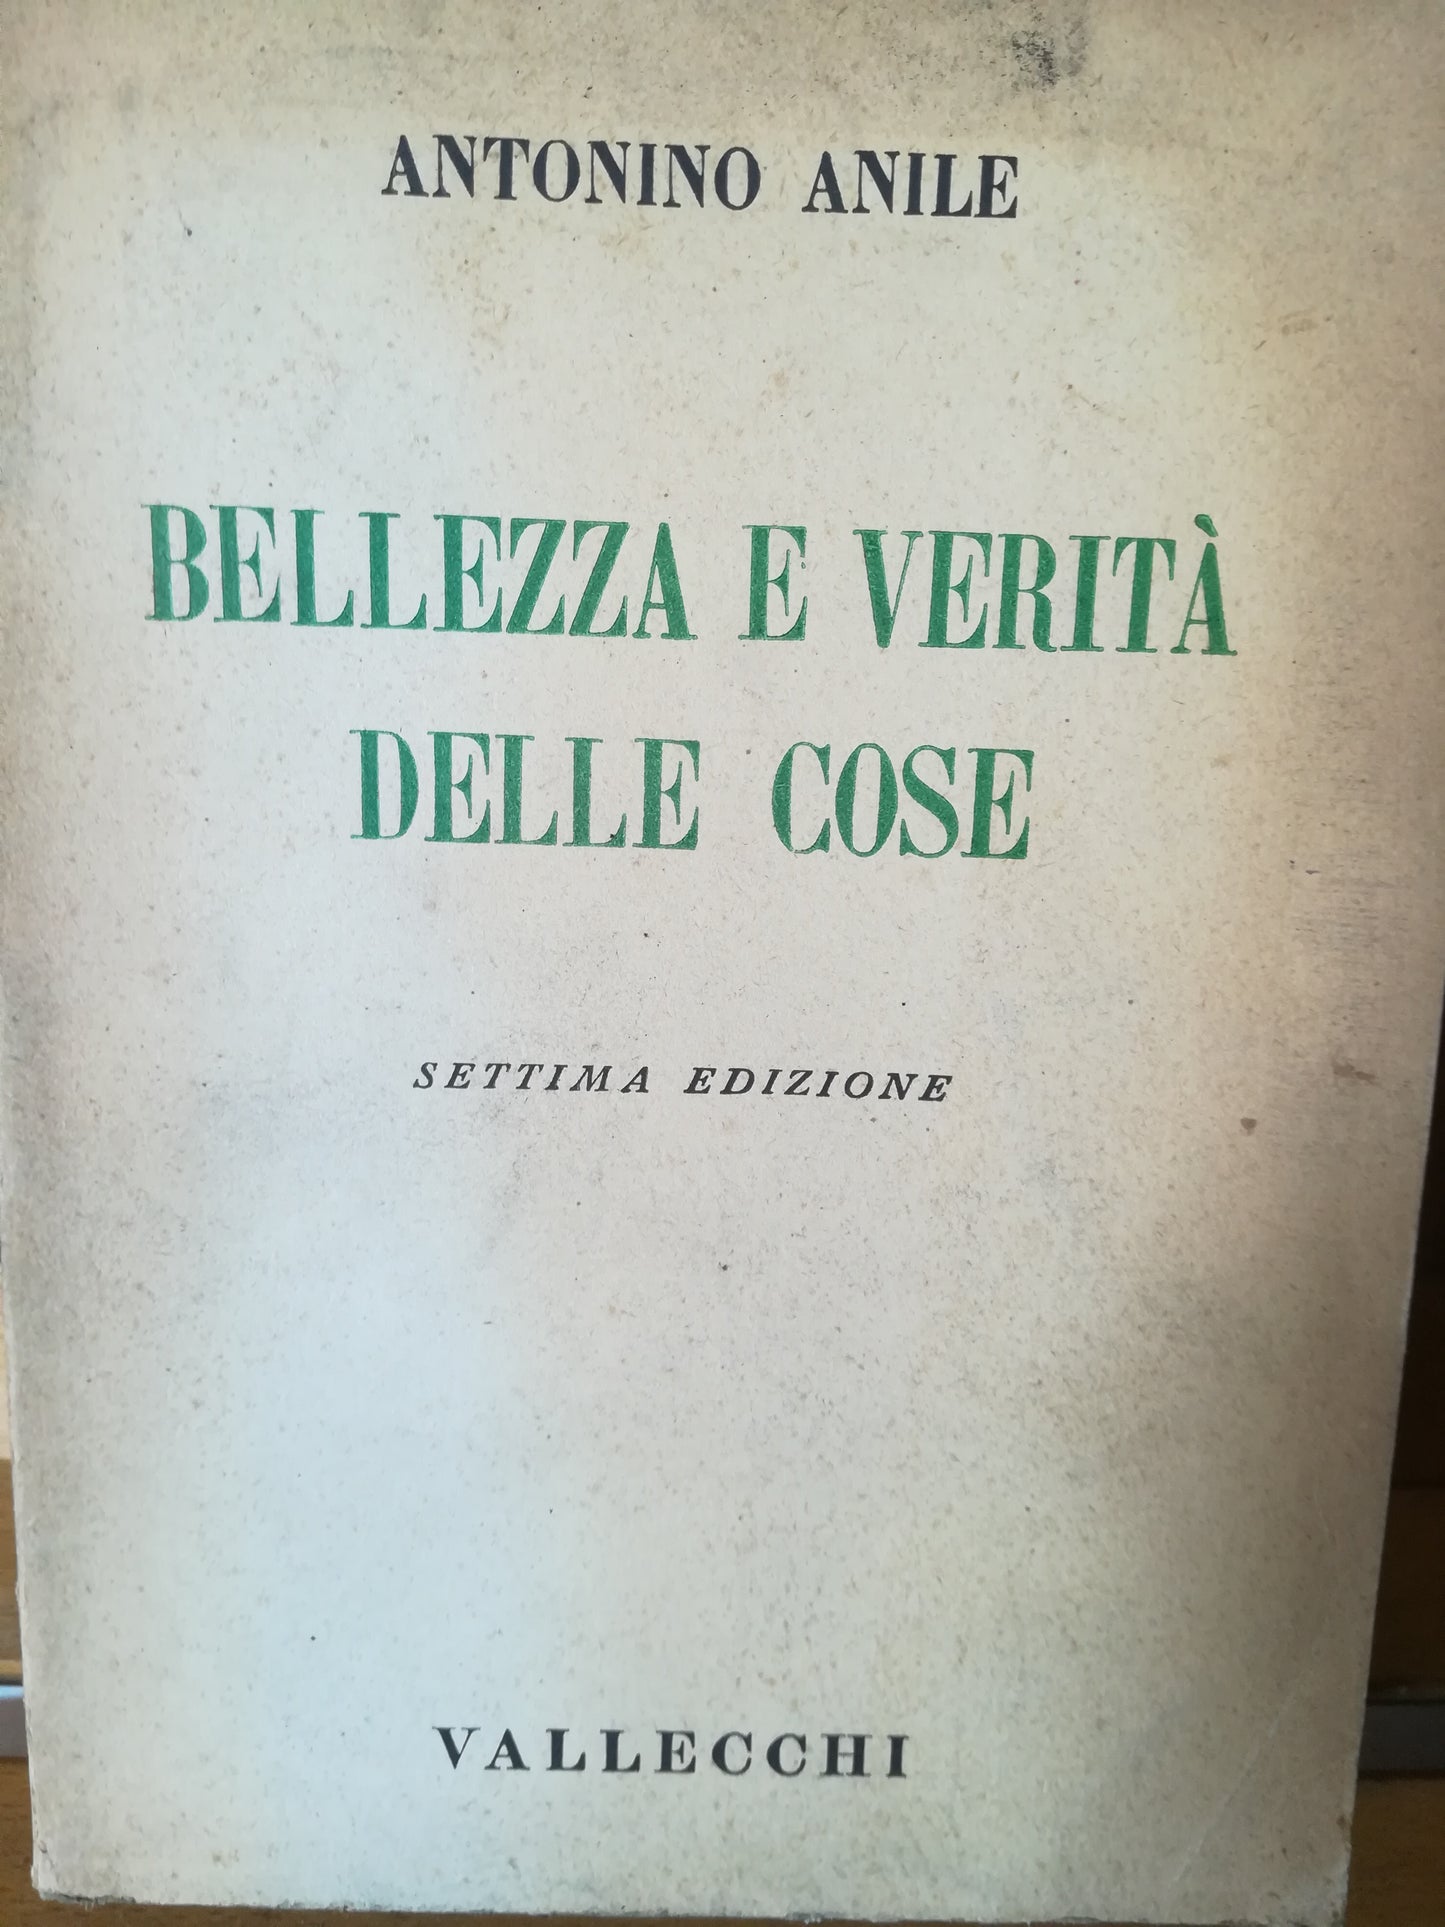 ANTONINO ANILE
BELLEZZA E VERITÀ
DELLE COSE
SETTIMA EDIZIONE
VALLECCHI